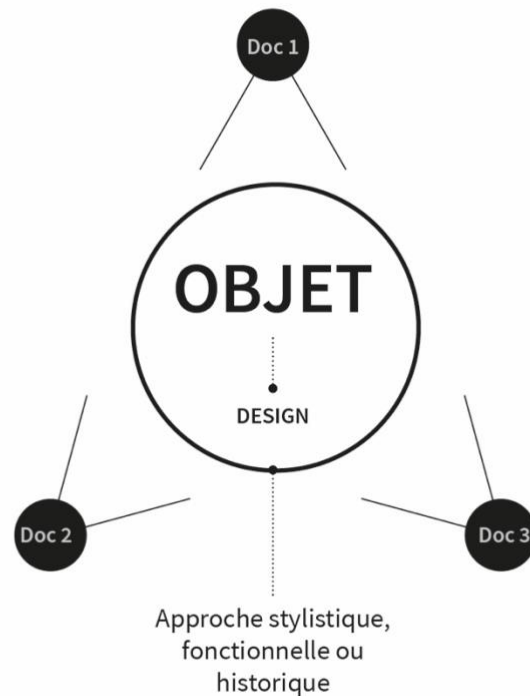 Doc 1
OBJET
DESIGN
Doc 2
Doc 3
Approche stylistique,
fonctionnelle ou
historique